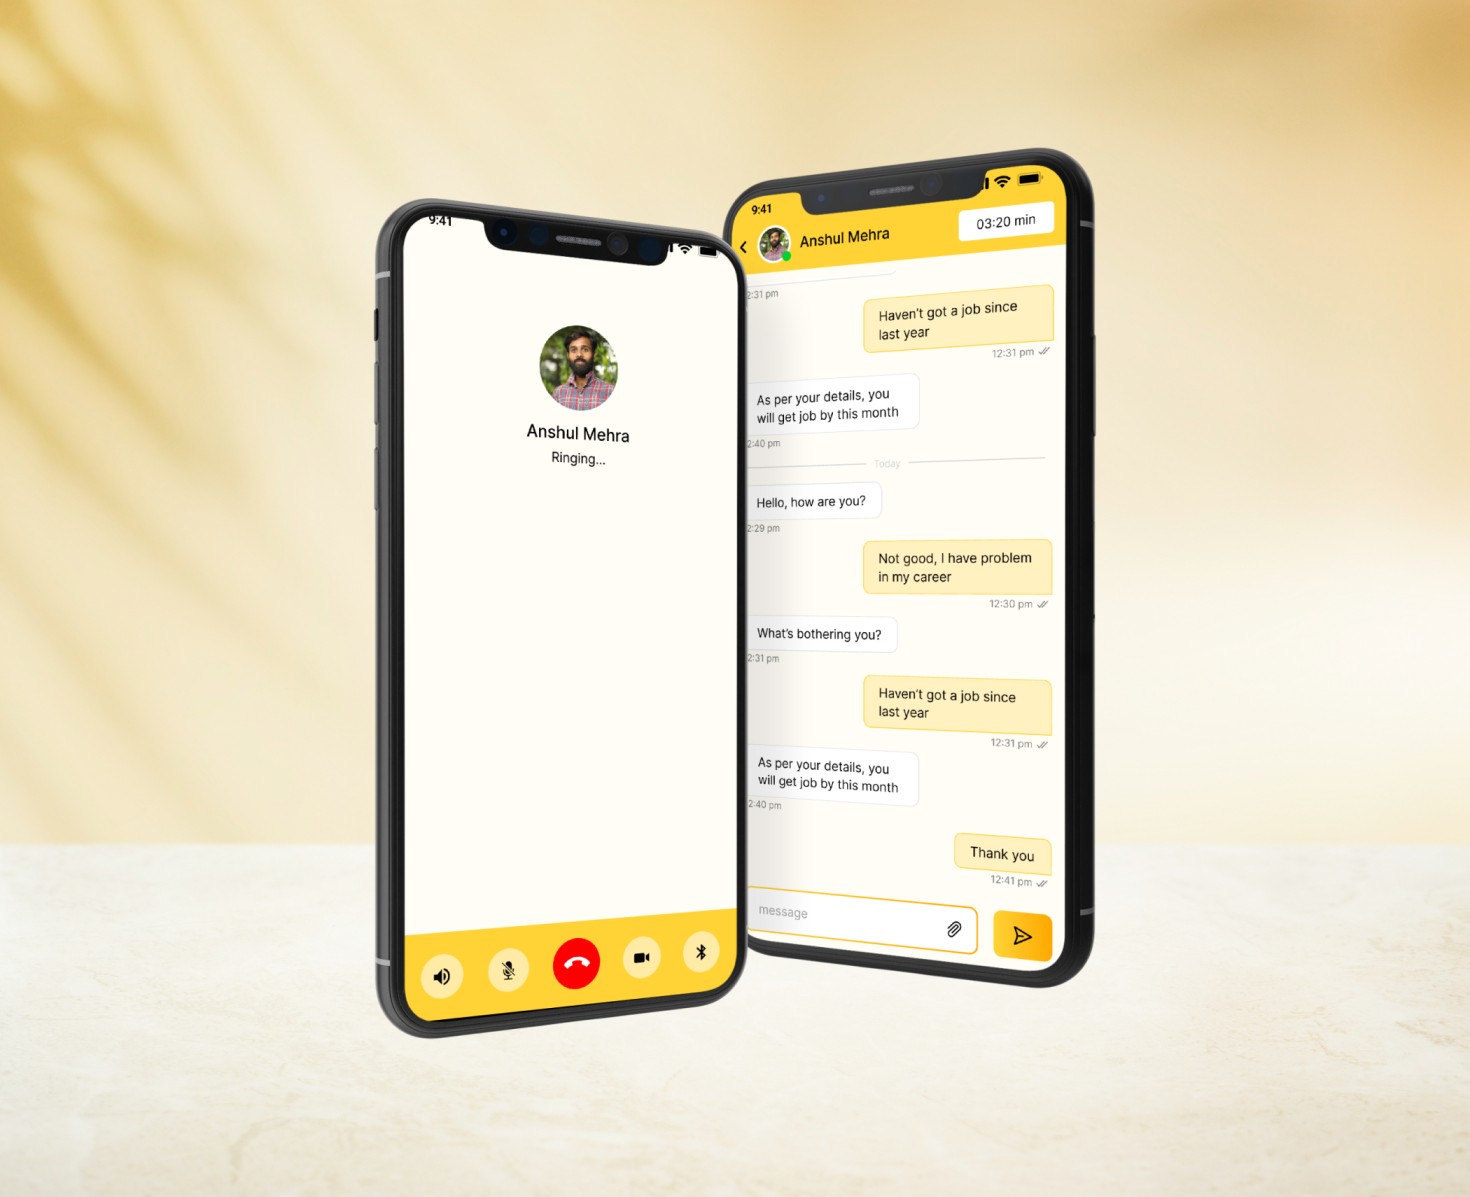 9:41
Anshul Mehra
Ringing...
9:41
Anshul Mehra
03:20 min
2:31 pm
Haven't got a job since
last year
12:31 pm
As per your details, you
will get job by this month
2:40 pm
Today
Hello, how are you?
2:29 pm
Not good, I have problem
in my career
12:30 pm
What's bothering you?
2:31 pm
Haven't got a job since
last year
12:31 pm
As per your details, you
will get job by this month
2:40 pm
Thank you
12:41 pm
message